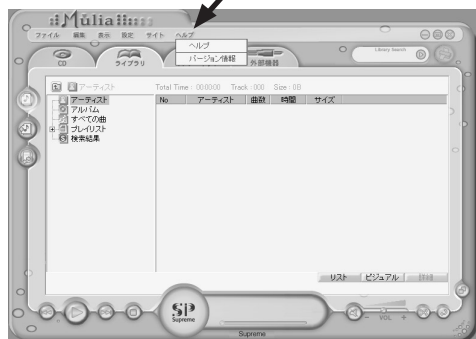 Mulia
ファイル 編集 表示 設定 サイト ヘルプ
ヘルプ
バージョン情報
CD ライブラリ 外部機器
Library Search
アーティスト
Total Time : 00:00:00 Track : 000 Size : 0B
No アーティスト 曲数 時間 サイズ
アーティスト
アルバム
すべての曲
プレイリスト
検索結果
リスト ビジュアル 詳細
SP
Supreme
- VOL +
Supreme